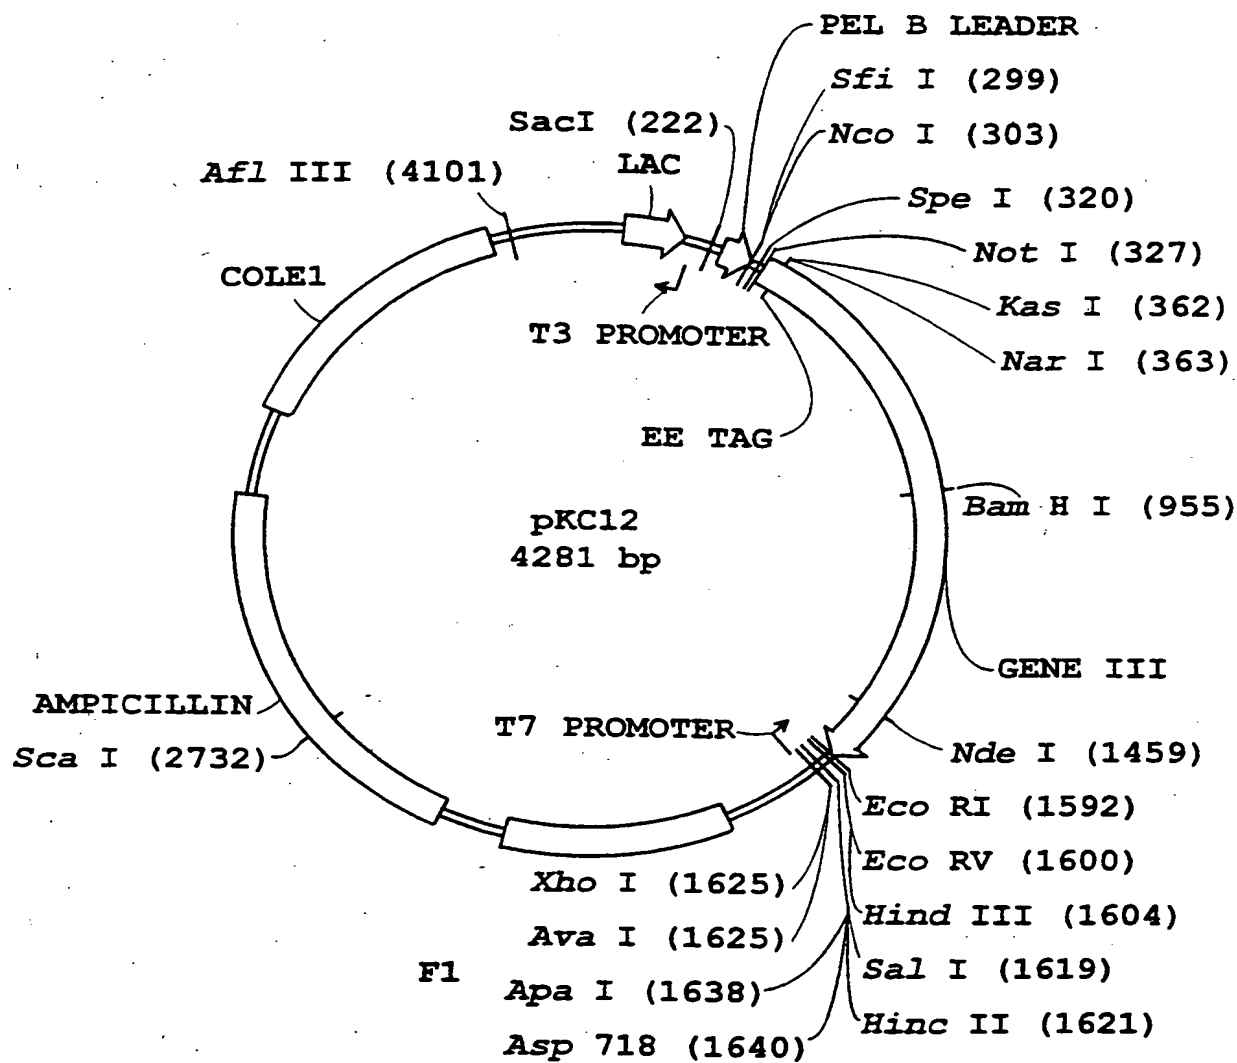 PEL B LEADER
Sfi I (299)
SacI (222)
Nco I (303)
LAC
Afl III (4101)
Spe I (320)
Not I (327)
COLE1
Kas I (362)
T3 PROMOTER
Nar I (363)
EE TAG
Bam H I (955)
pKC12
4281 bp
GENE III
AMPICILLIN
T7 PROMOTER
Sca I (2732)
Nde I (1459)
Eco RI (1592)
Eco RV (1600)
Xho I (1625)
Hind III (1604)
Ava I (1625)
F1
Sal I (1619)
Apa I (1638)
Hinc II (1621)
Asp 718 (1640)